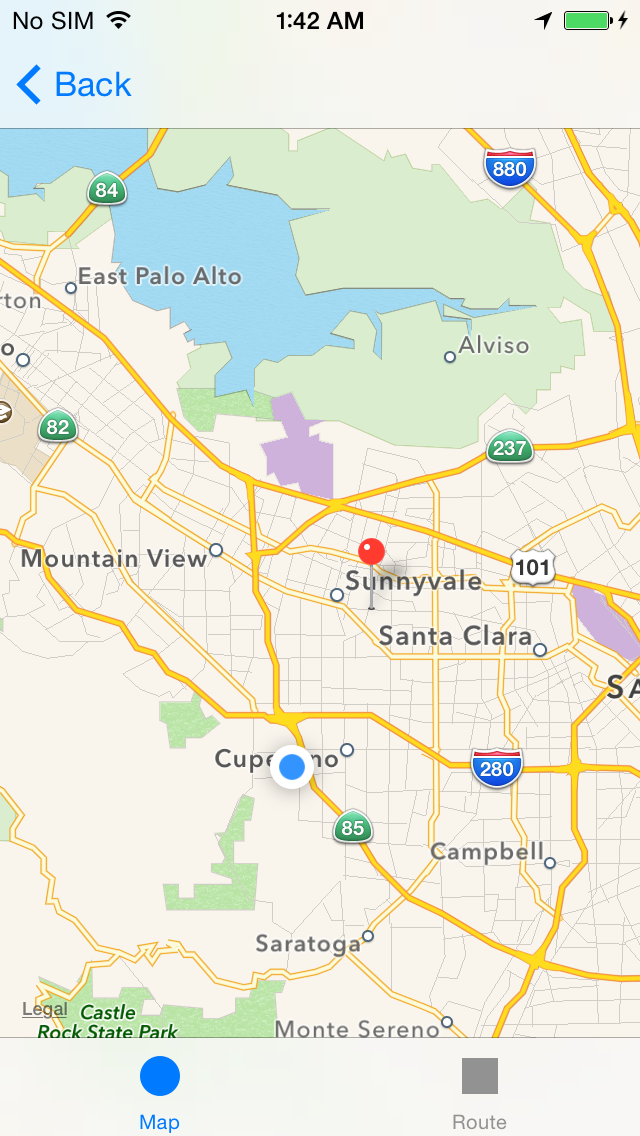 No SIM 1:42 AM
Back
84
880
East Palo Alto
rton
o
Alviso
82
237
Mountain View
101
Sunnyvale
Santa Clara
SA
Cupe no
280
85
Campbell
Saratoga
Legal
Castle
Rock State Park
Monte Sereno
Map Route